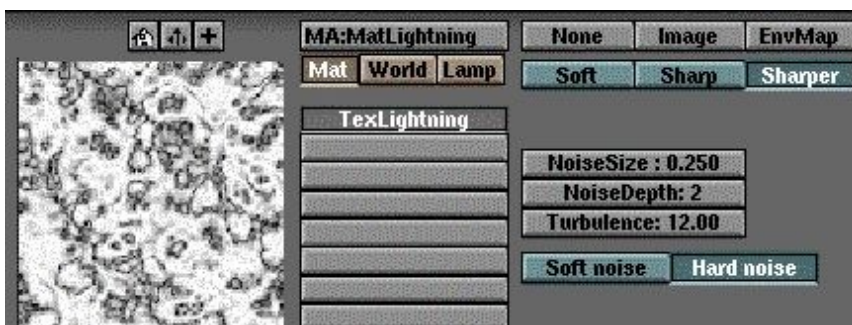 MA:MatLightning None Image EnvMap
Mat World Lamp Soft Sharp Sharper
TexLightning
NoiseSize : 0.250
NoiseDepth: 2
Turbulence: 12.00
Soft noise Hard noise